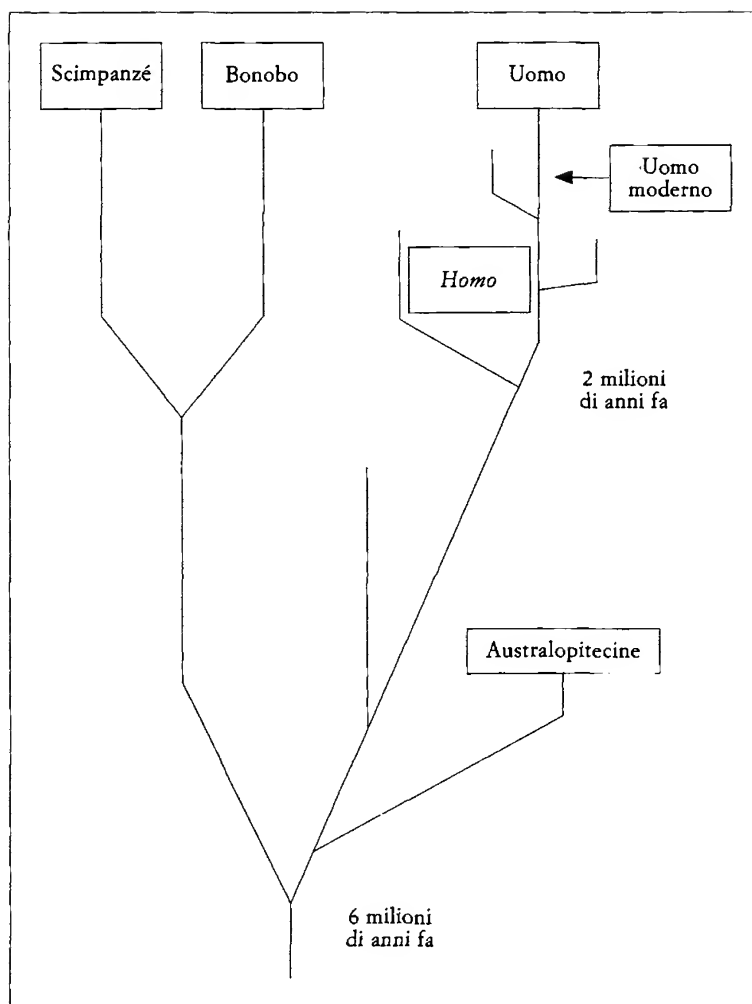 Scimpanzé
Bonobo
Uomo
Uomo
moderno
Homo
2 milioni
di anni fa
Australopitecine
6 milioni
di anni fa